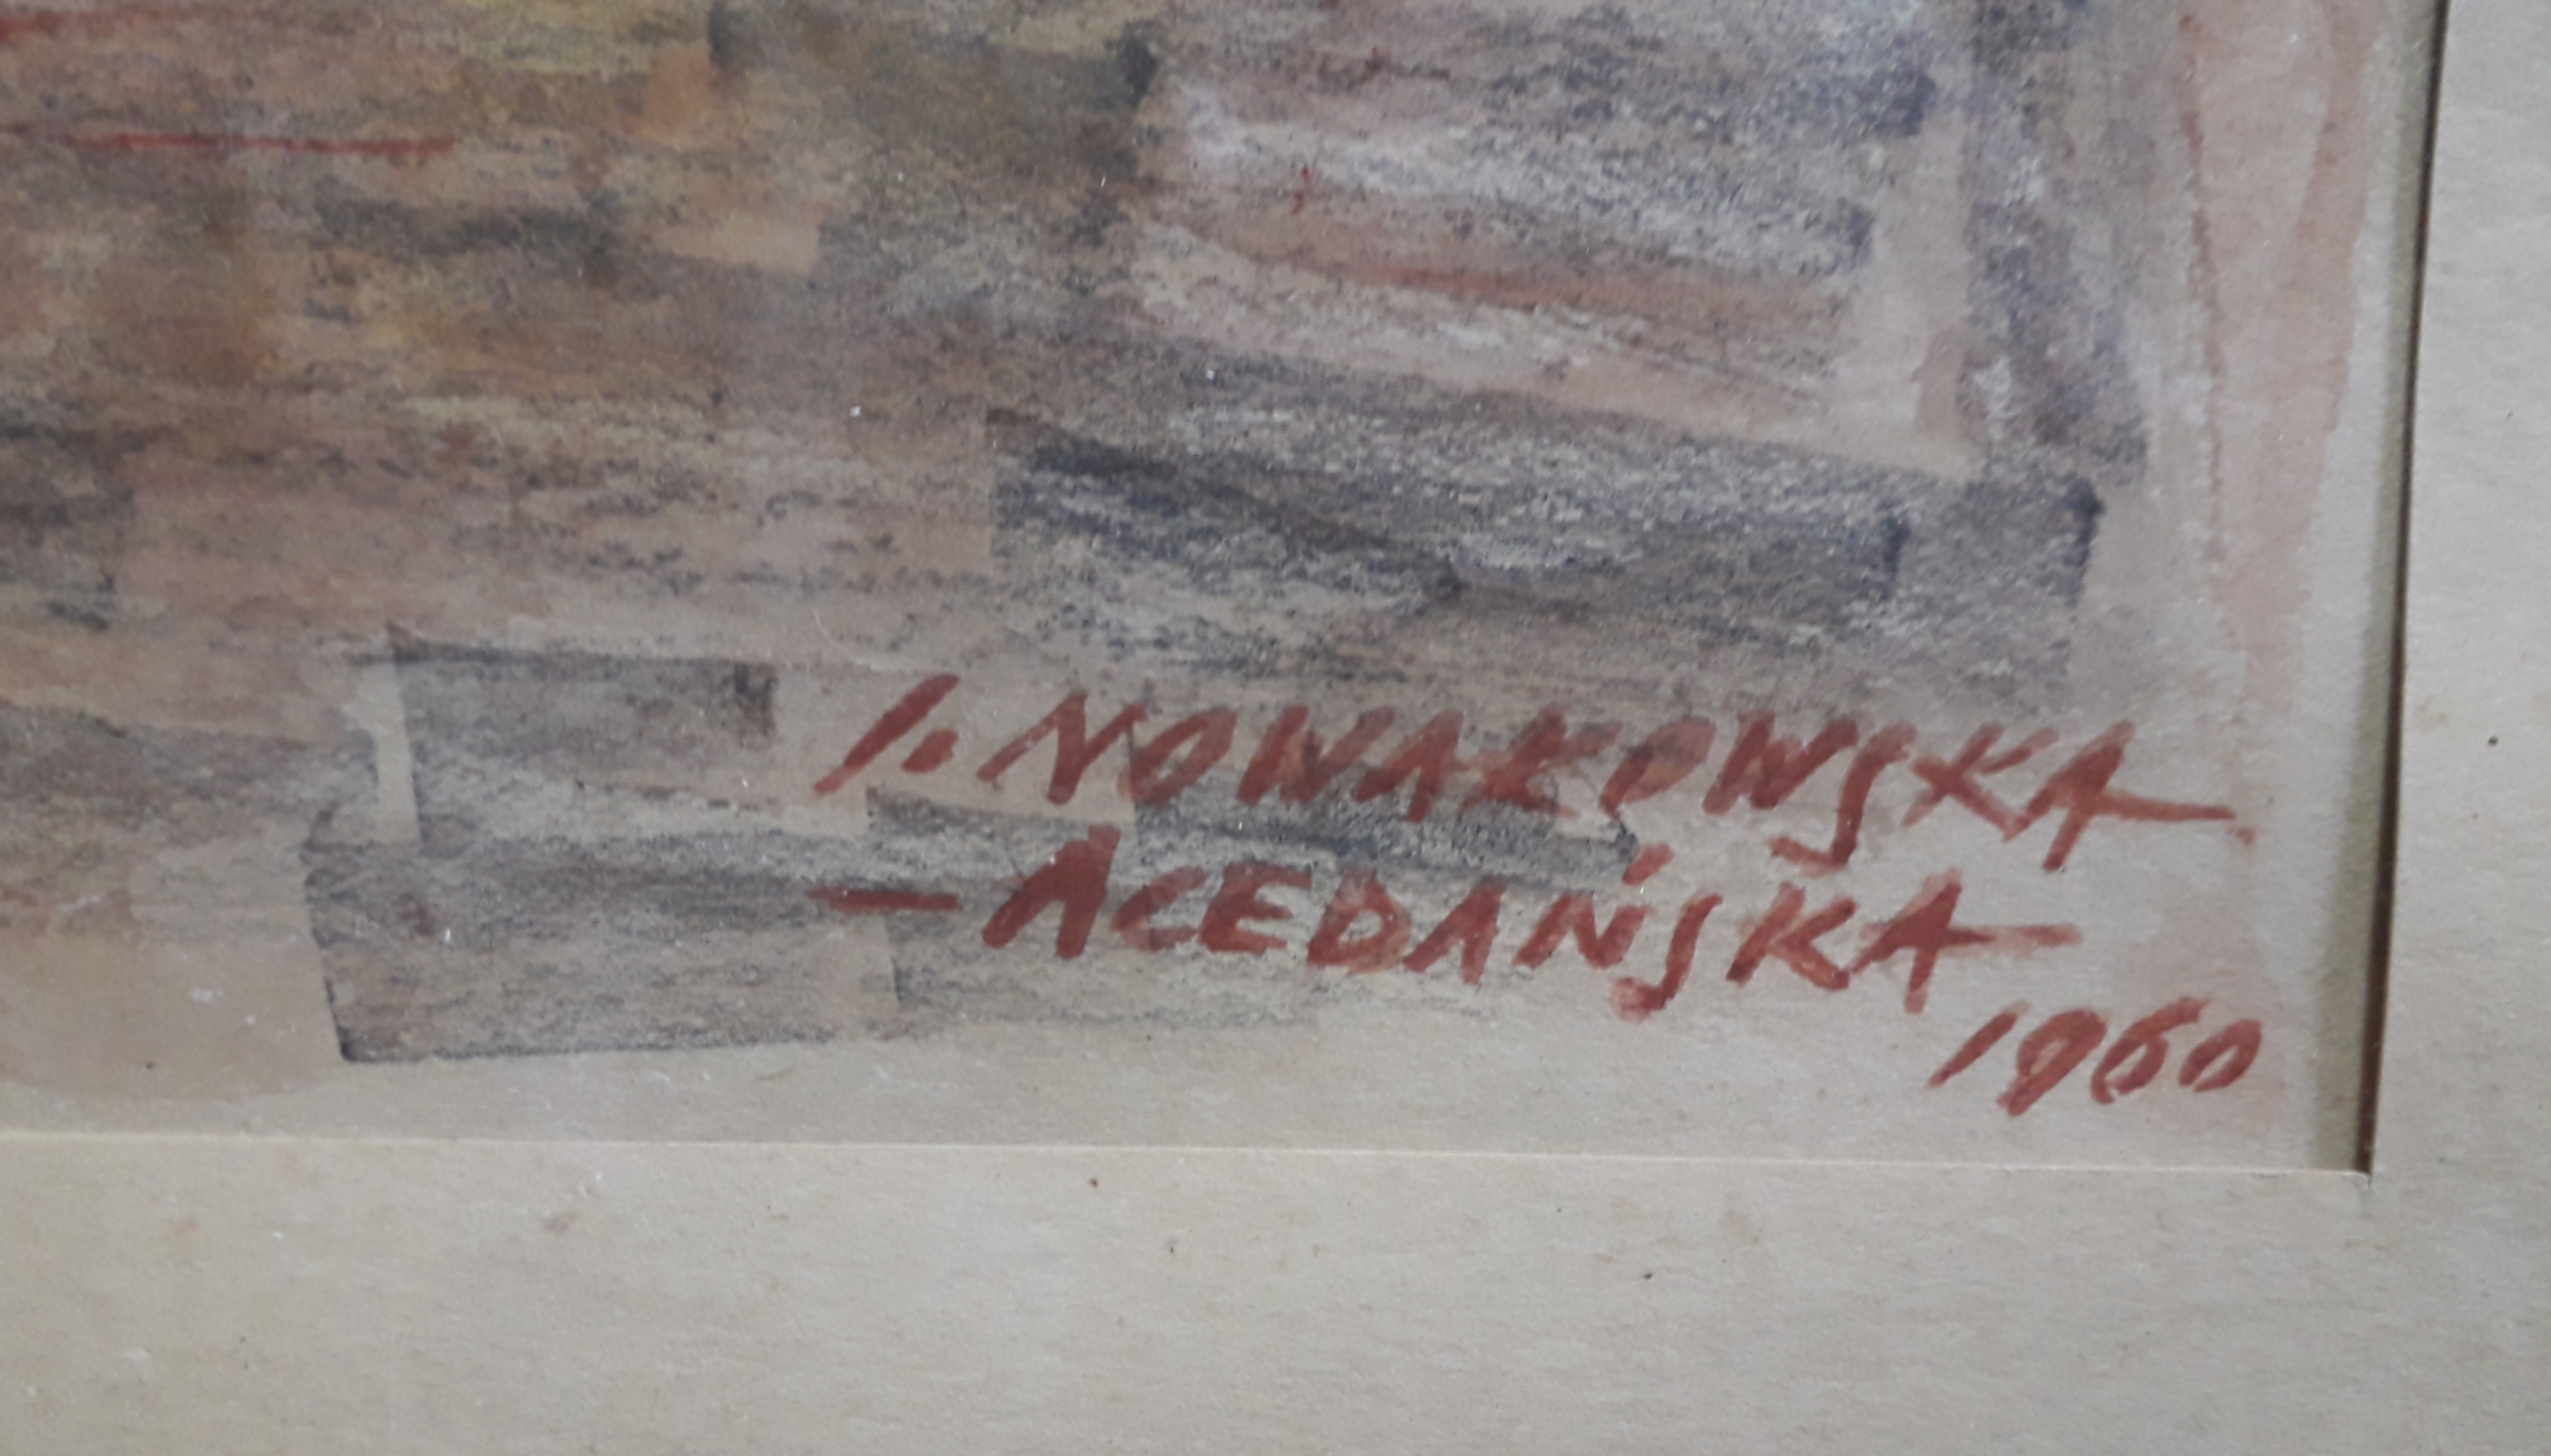 I. NOWAKOWSKA
– ACEDAŃSKA
1960